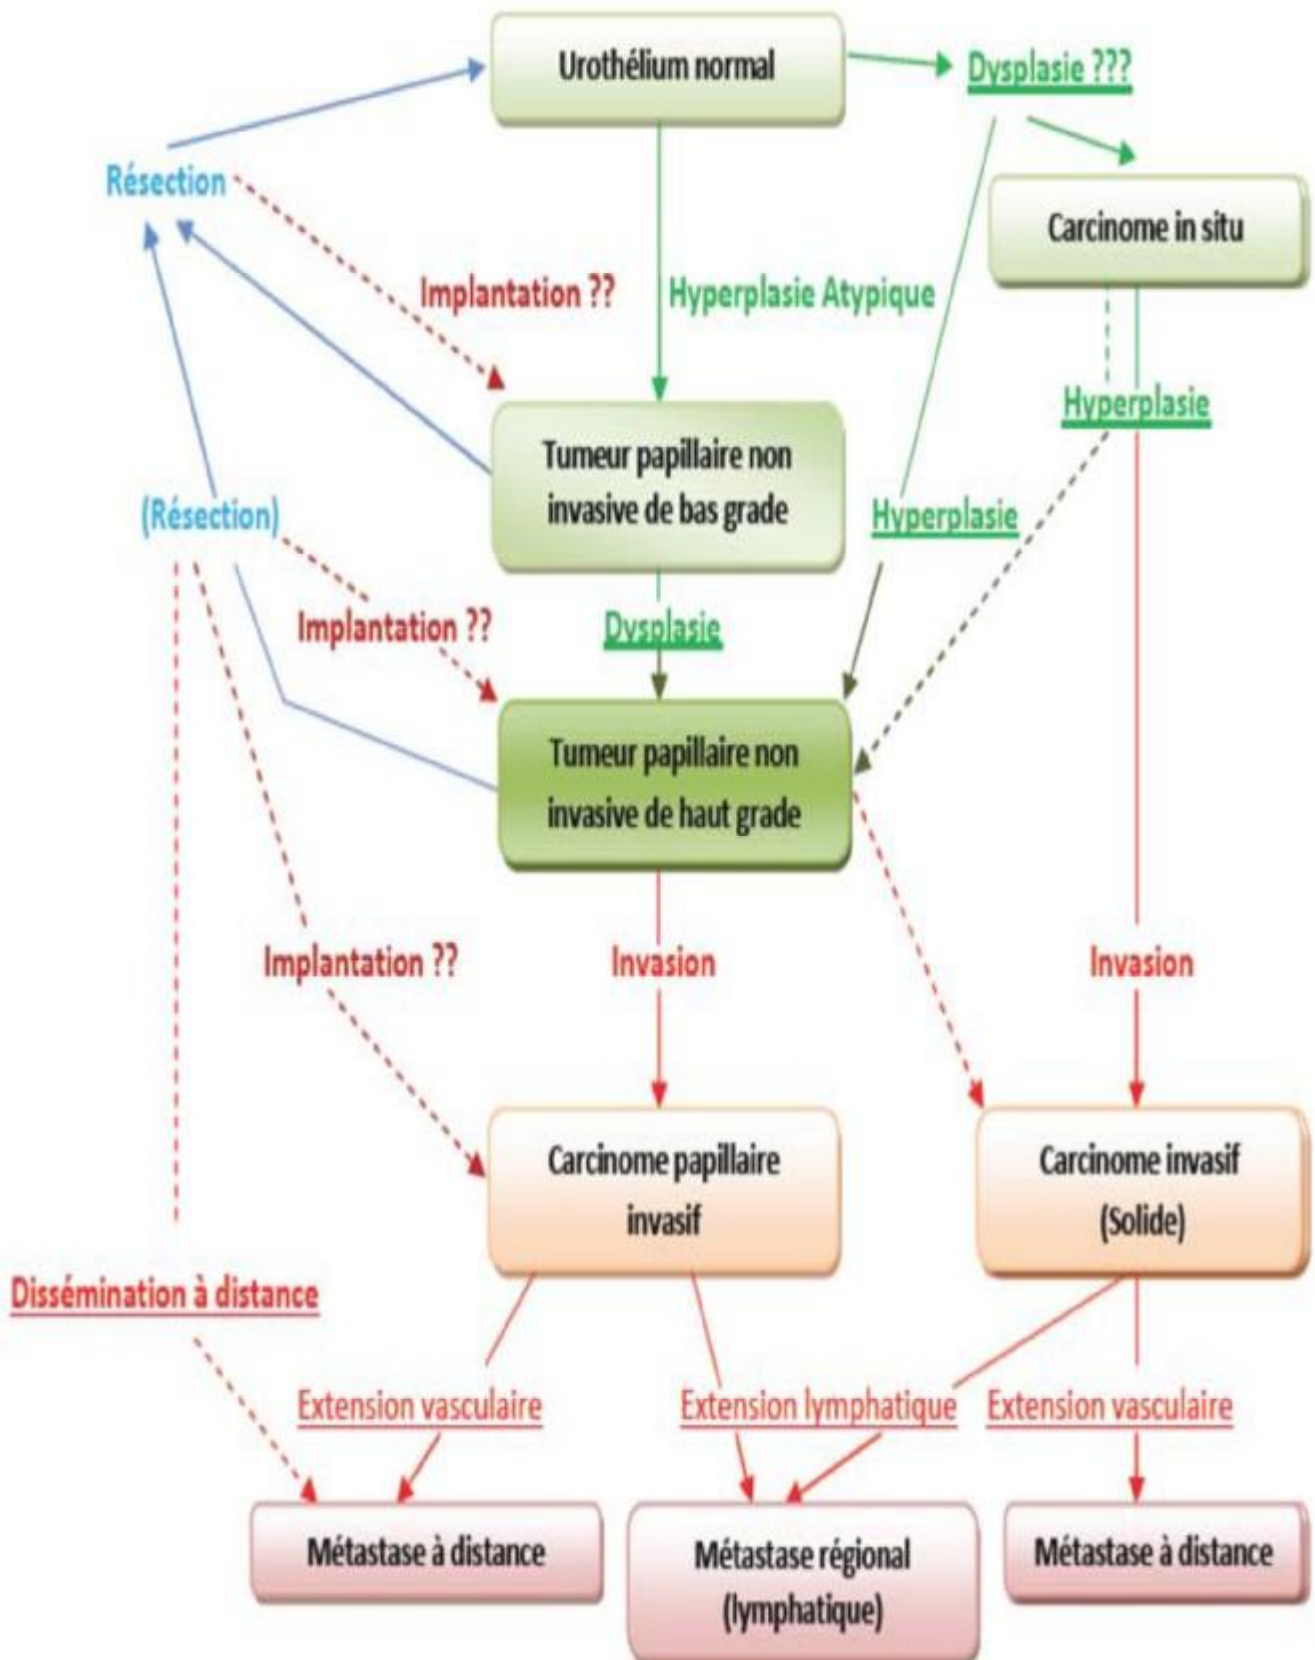 Urothélium normal
Dysplasie ???
Résection
Carcinome in situ
Implantation ??
Hyperplasie Atypique
Hyperplasie
Tumeur papillaire non
invasive de bas grade
(Résection)
Hyperplasie
Implantation ??
Dysplasie
Tumeur papillaire non
invasive de haut grade
Implantation ??
Invasion
Invasion
Carcinome papillaire
invasif
Carcinome invasif
(Solide)
Dissémination à distance
Extension vasculaire
Extension lymphatique
Extension vasculaire
Métastase à distance
Métastase régional
(lymphatique)
Métastase à distance